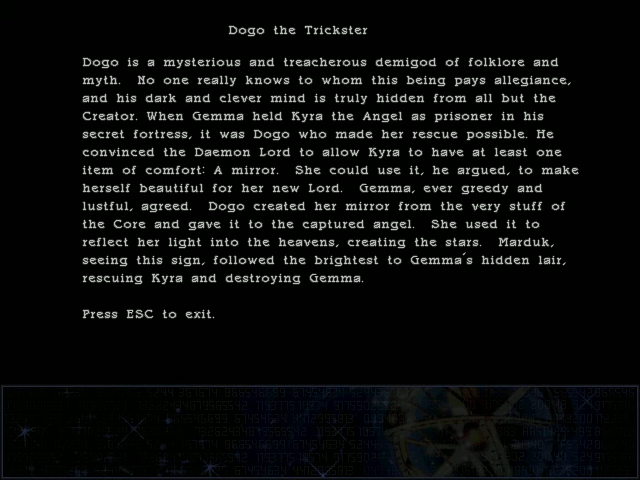 Dogo the Trickster
Dogo is a mysterious and treacherous demigod of folklore and
myth. No one really knows to whom this being pays allegiance,
and his dark and clever mind is truly hidden from all but the
Creator. When Gemma held Kyra the Angel as prisoner in his
secret fortress, it was Dogo who made her rescue possible. He
convinced the Daemon Lord to allow Kyra to have at least one
item of comfort: A mirror. She could use it, he argued, to make
herself beautiful for her new Lord. Gemma, ever greedy and
lustful, agreed. Dogo created her mirror from the very stuff of
the Core and gave it to the captured angel. She used it to
reflect her light into the heavens, creating the stars. Marduk,
seeing this sign, followed the brightest to Gemma's hidden lair,
rescuing Kyra and destroying Gemma.
Press ESC to exit.